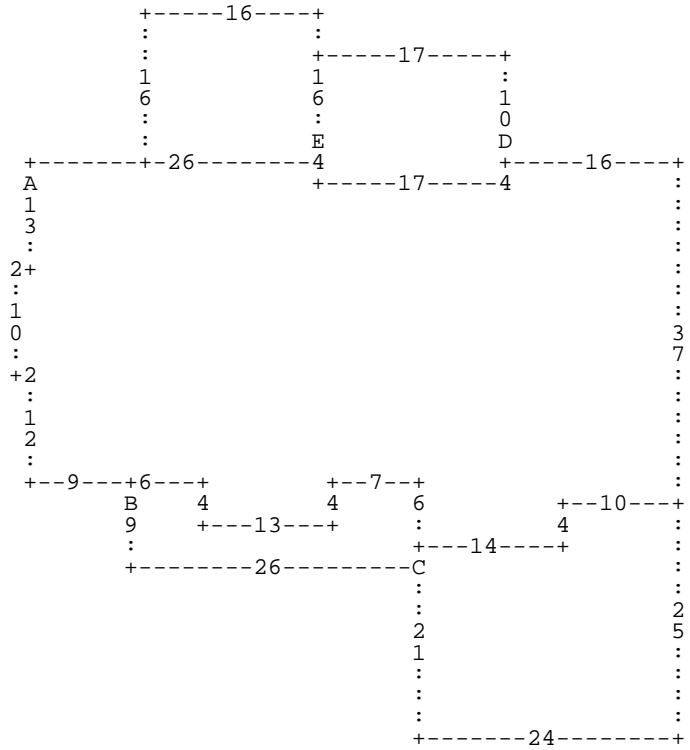 +-----16----+
         :           :
         :           +-----17-----+
         1           1            :
         6           6            1
         :           :            0
         :           E            D
 +-------+-26--------4            +-----16----+
 A                   +-----17-----4           :
 1                                            :
 3                                            :
 :                                            :
2+                                            :
:                                             :
1                                             :
0                                             3
:                                             7
+2                                            :
 :                                            :
 1                                            :
 2                                            :
 :                                            :
 +--9---+6---+        +--7--+                 :
        B    4        4     6         +--10---+
        9    +---13---+     :         4       :
        :                   +---14----+       :
        +--------26---------C                 :
                            :                 :
                            :                 2
                            2                 5
                            1                 :
                            :                 :
                            :                 :
                            :                 :
                            +-------24--------+